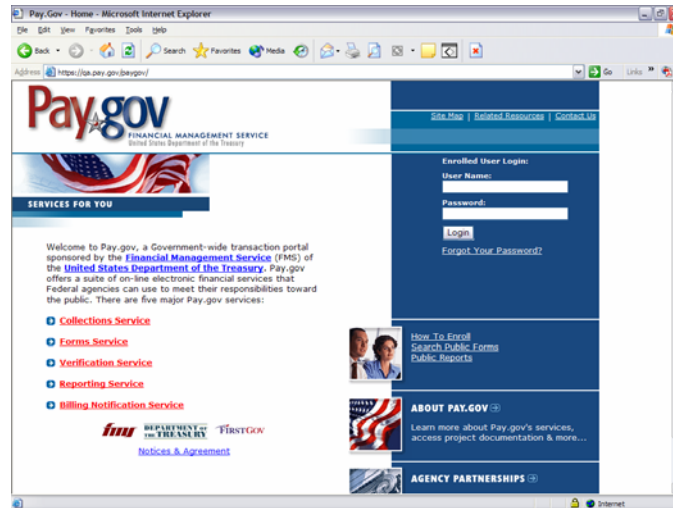 Pay.Gov - Home - Microsoft Internet Explorer
File Edit View Favorites Tools Help
Back Search Favorites Media
Address https://qa.pay.gov/paygov/ Go Links »
Pay.gov
FINANCIAL MANAGEMENT SERVICE
United States Department of the Treasury
Site Map | Related Resources | Contact Us
SERVICES FOR YOU
Enrolled User Login:
User Name:
Password:
Login
Forgot Your Password?
Welcome to Pay.gov, a Government-wide transaction portal
sponsored by the Financial Management Service (FMS) of
the United States Department of the Treasury. Pay.gov
offers a suite of on-line electronic financial services that
Federal agencies can use to meet their responsibilities toward
the public. There are five major Pay.gov services:
Collections Service
Forms Service
Verification Service
Reporting Service
Billing Notification Service
fms DEPARTMENT OF THE TREASURY FIRSTGOV
Notices & Agreement
How To Enroll
Search Public Forms
Public Reports
ABOUT PAY.GOV
Learn more about Pay.gov's services,
access project documentation & more...
AGENCY PARTNERSHIPS
Internet